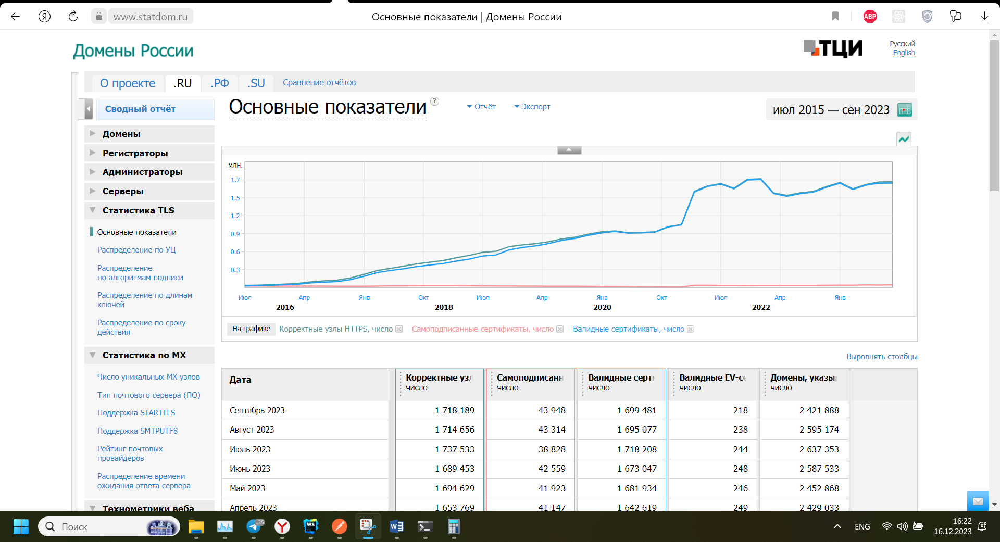 www.statdom.ru
Основные показатели | Домены России
ABP
Домены России
ТЦИ
Русский
English
О проекте
.RU
.РФ
.SU
Сравнение отчётов
Сводный отчёт
Основные показатели
?
Отчёт
Экспорт
июл 2015 — сен 2023
Домены
Регистраторы
Администраторы
Серверы
Статистика TLS
Основные показатели
Распределение по УЦ
Распределение
по алгоритмам подписи
Распределение по длинам
ключей
Распределение по сроку
действия
Статистика по MX
Число уникальных MX-узлов
Тип почтового сервера (ПО)
Поддержка STARTTLS
Поддержка SMTPUTF8
Рейтинг почтовых
провайдеров
Распределение времени
ожидания ответа сервера
Технометрики веба
млн.
1.7
1.5
1.2
0.9
0.6
0.3
Июл Апр Янв Окт Июл Апр Янв Окт Июл Апр Янв
2016 2018 2020 2022
На графике Корректные узлы HTTPS, число Самоподписанные сертификаты, число Валидные сертификаты, число
Выровнять столбцы
Дата Корректные узл Самоподписанн Валидные серти Валидные EV-се Домены, указы
число число число число число
Сентябрь 2023 1 718 189 43 948 1 699 481 218 2 421 888
Август 2023 1 714 656 43 314 1 695 077 238 2 595 174
Июль 2023 1 737 533 38 828 1 718 208 244 2 637 353
Июнь 2023 1 689 453 42 559 1 673 047 248 2 587 533
Май 2023 1 694 629 41 923 1 681 934 246 2 452 868
Апрель 2023 1 653 769 41 147 1 642 619 249 2 429 033
Поиск
..35
WS
ENG
16:22
16.12.2023